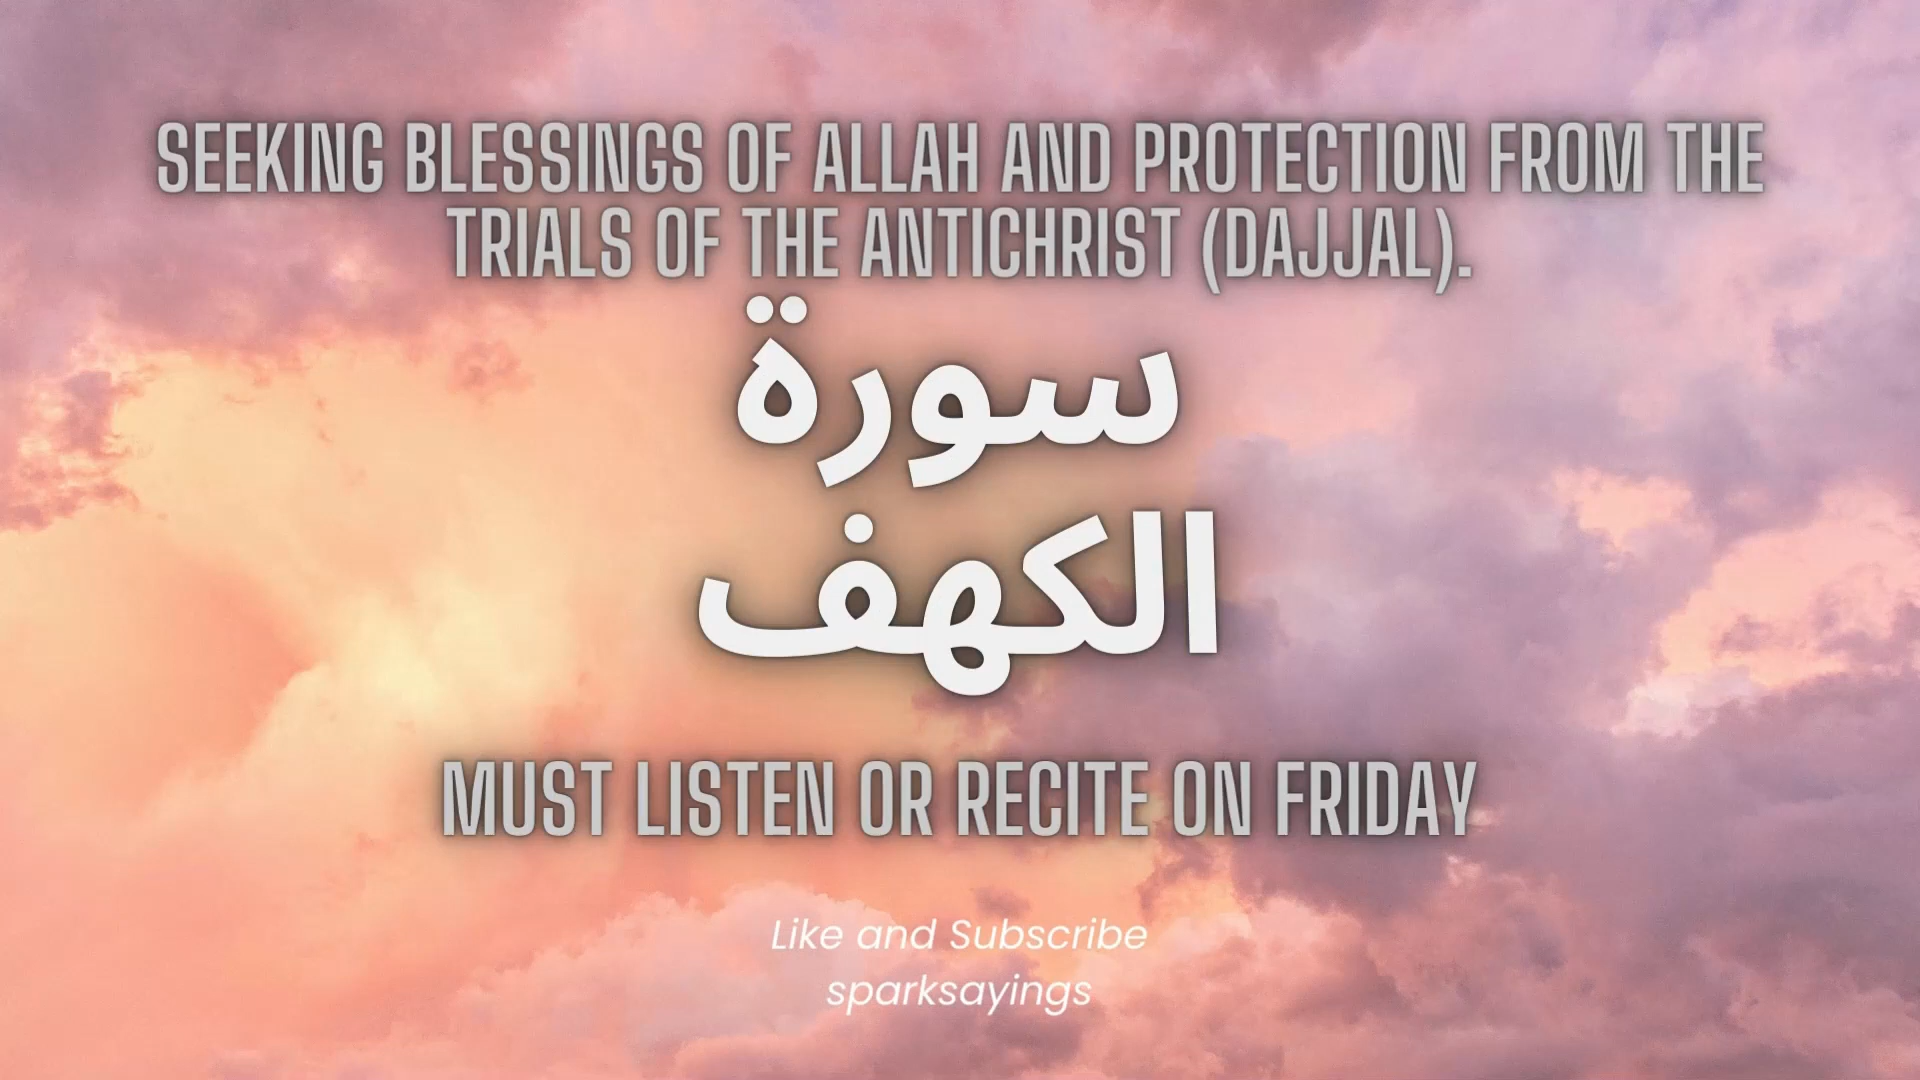 SEEKING BLESSINGS OF ALLAH AND PROTECTION FROM THE
TRIALS OF THE ANTICHRIST (DAJJAL).
سورة
الكهف
MUST LISTEN OR RECITE ON FRIDAY
Like and Subscribe
sparksayings